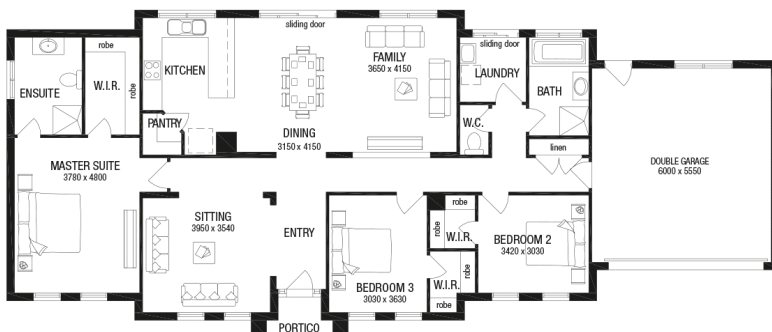 sliding door
robe
W.I.R.
robe
ENSUITE
KITCHEN
FAMILY
3650 x 4150
sliding door
LAUNDRY
BATH
PANTRY
DINING
3150 x 4150
W.C.
linen
MASTER SUITE
3780 x 4800
DOUBLE GARAGE
6000 x 5550
SITTING
3950 x 3540
ENTRY
robe
robe
W.I.R.
BEDROOM 2
3420 x 3030
BEDROOM 3
3030 x 3630
W.I.R.
robe
robe
PORTICO